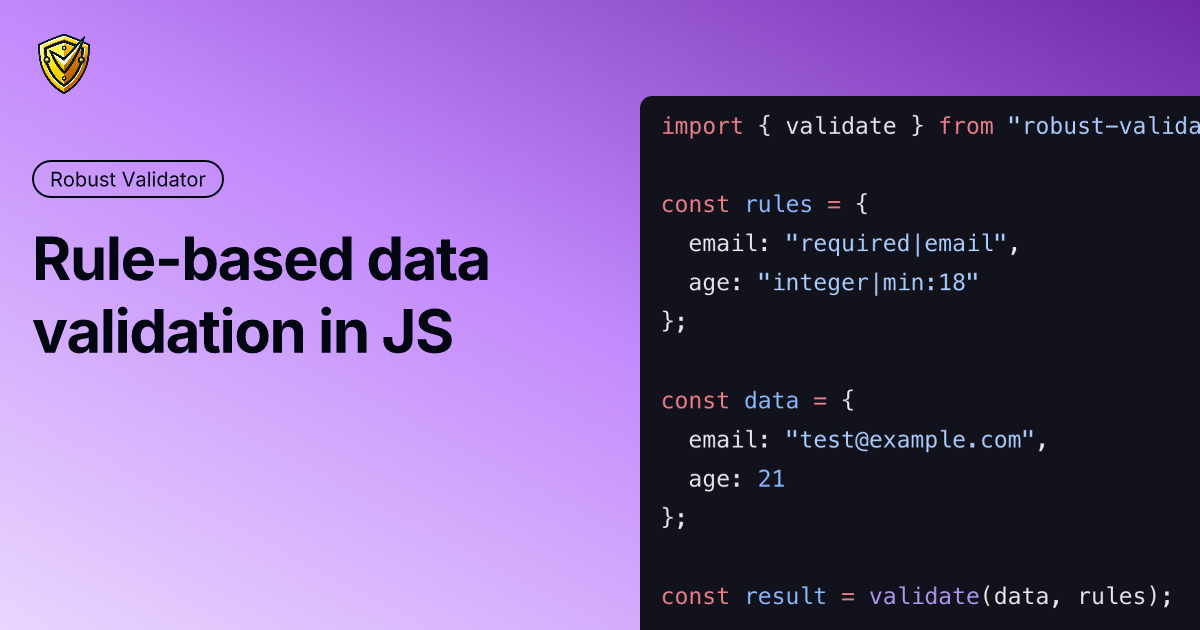 Robust Validator
Rule-based data
validation in JS
import { validate } from "robust-valida
const rules = {
  email: "required|email",
  age: "integer|min:18"
};
const data = {
  email: "test@example.com",
  age: 21
};
const result = validate(data, rules);